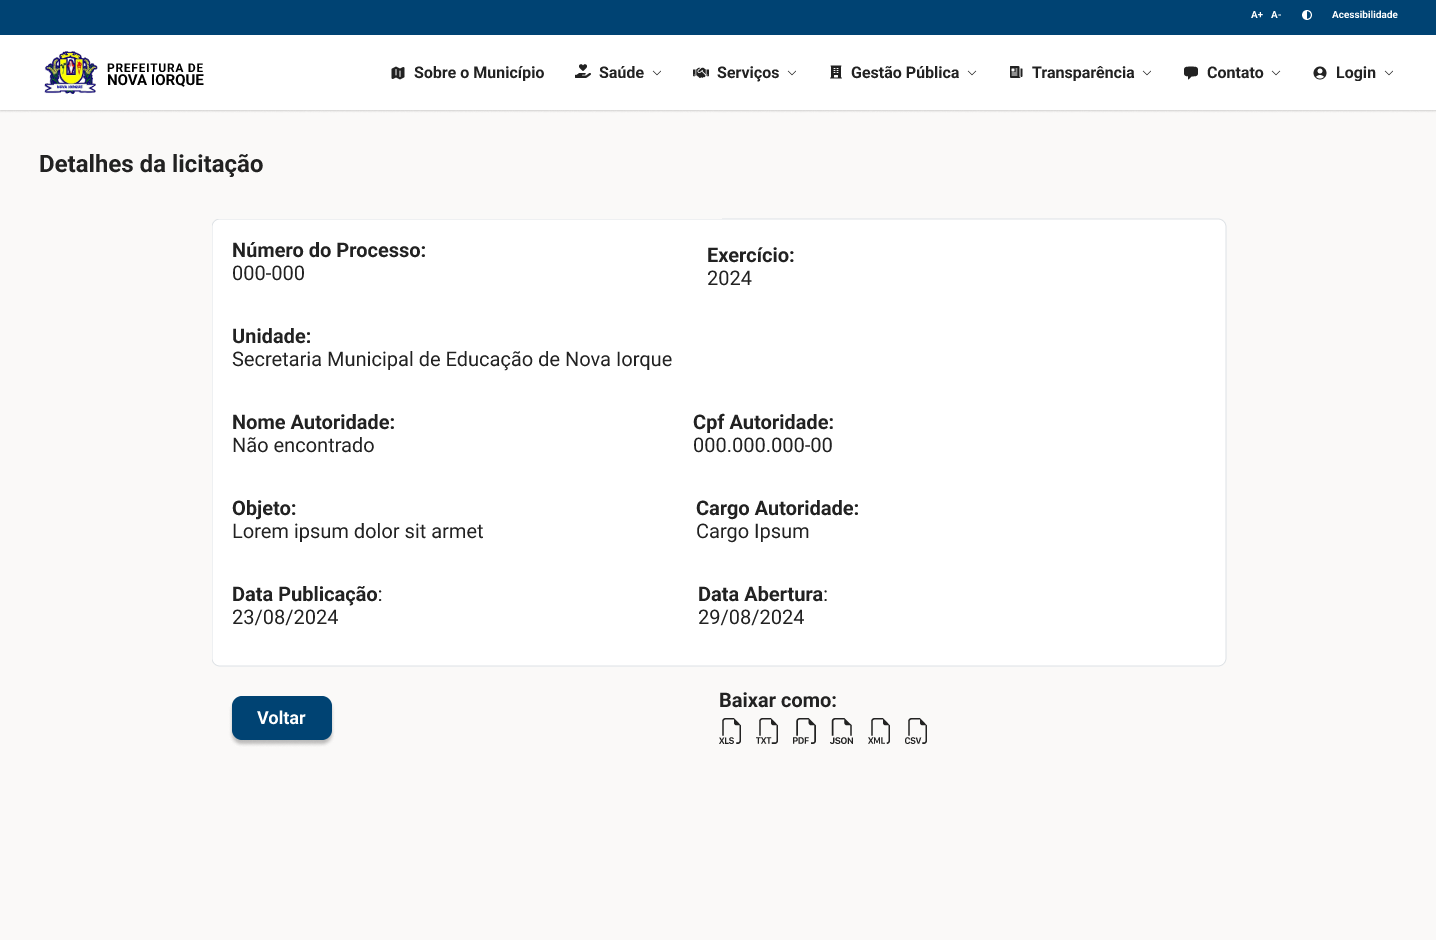 A+ A- Acessibilidade
PREFEITURA DE
NOVA IORQUE
Sobre o Município Saúde Serviços Gestão Pública Transparência Contato Login
Detalhes da licitação
Número do Processo:
000-000
Exercício:
2024
Unidade:
Secretaria Municipal de Educação de Nova Iorque
Nome Autoridade:
Não encontrado
Cpf Autoridade:
000.000.000-00
Objeto:
Lorem ipsum dolor sit armet
Cargo Autoridade:
Cargo Ipsum
Data Publicação:
23/08/2024
Data Abertura:
29/08/2024
Voltar
Baixar como:
XLS TXT PDF JSON XML CSV